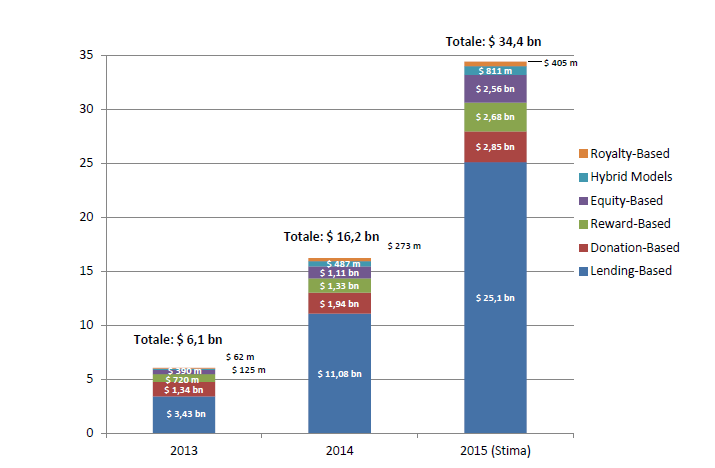 Totale: $ 34,4 bn
35
$ 405 m
$ 811 m
$ 2,56 bn
30
$ 2,68 bn
$ 2,85 bn
25
Royalty-Based
Hybrid Models
Equity-Based
Reward-Based
Donation-Based
Lending-Based
20
Totale: $ 16,2 bn
$ 273 m
$ 487 m
15
$ 1,11 bn
$ 1,33 bn
$ 1,94 bn
$ 25,1 bn
10
Totale: $ 6,1 bn
$ 62 m
$ 125 m
$ 390 m
$ 11,08 bn
5
$ 720 m
$ 1,34 bn
$ 3,43 bn
0
2013
2014
2015 (Stima)